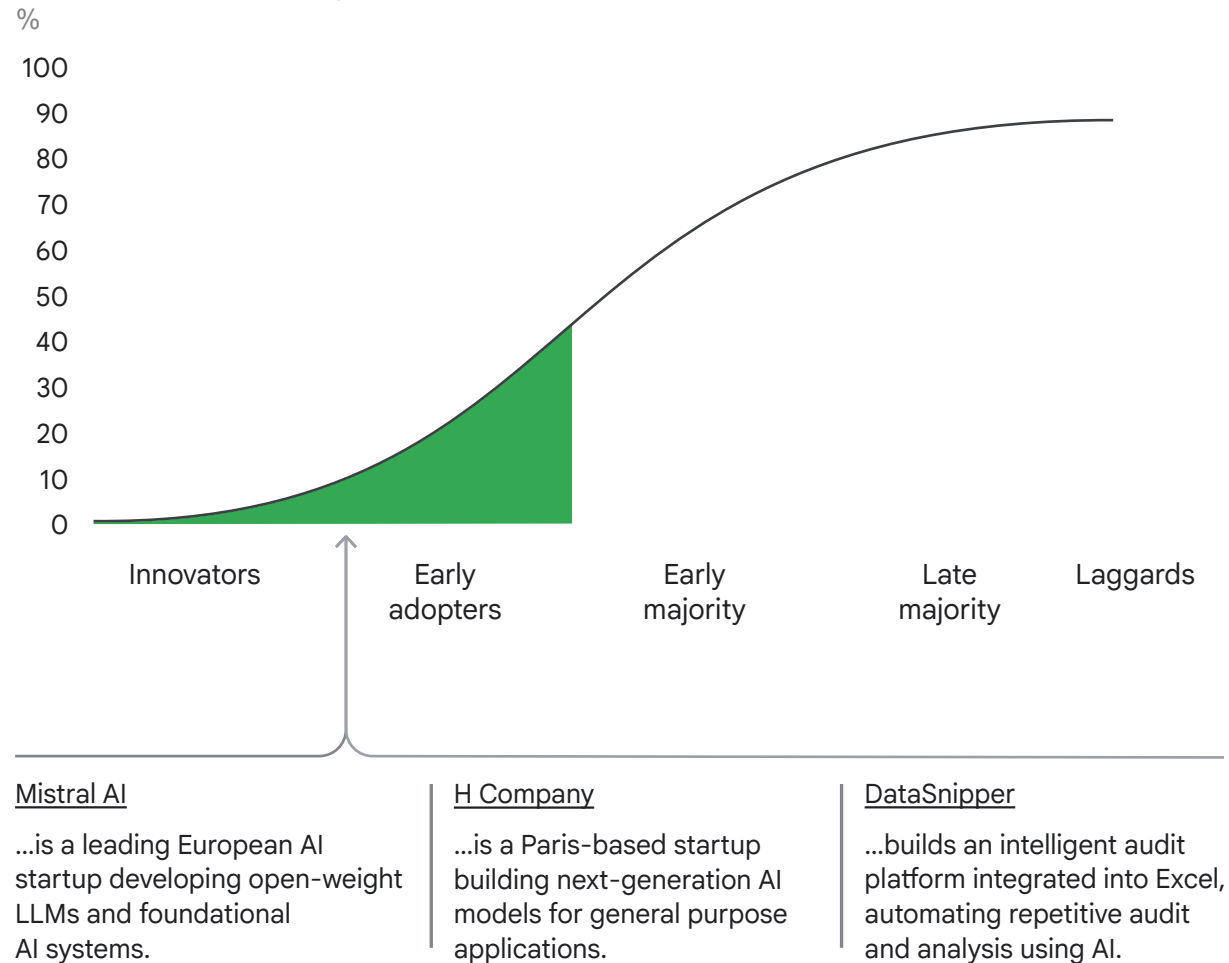 %
100
90
80
70
60
50
40
30
20
10
0
Innovators
Early
adopters
Early
majority
Late
majority
Laggards
Mistral AI
...is a leading European AI
startup developing open-weight
LLMs and foundational
AI systems.
H Company
...is a Paris-based startup
building next-generation AI
models for general purpose
applications.
DataSnipper
...builds an intelligent audit
platform integrated into Excel,
automating repetitive audit
and analysis using AI.